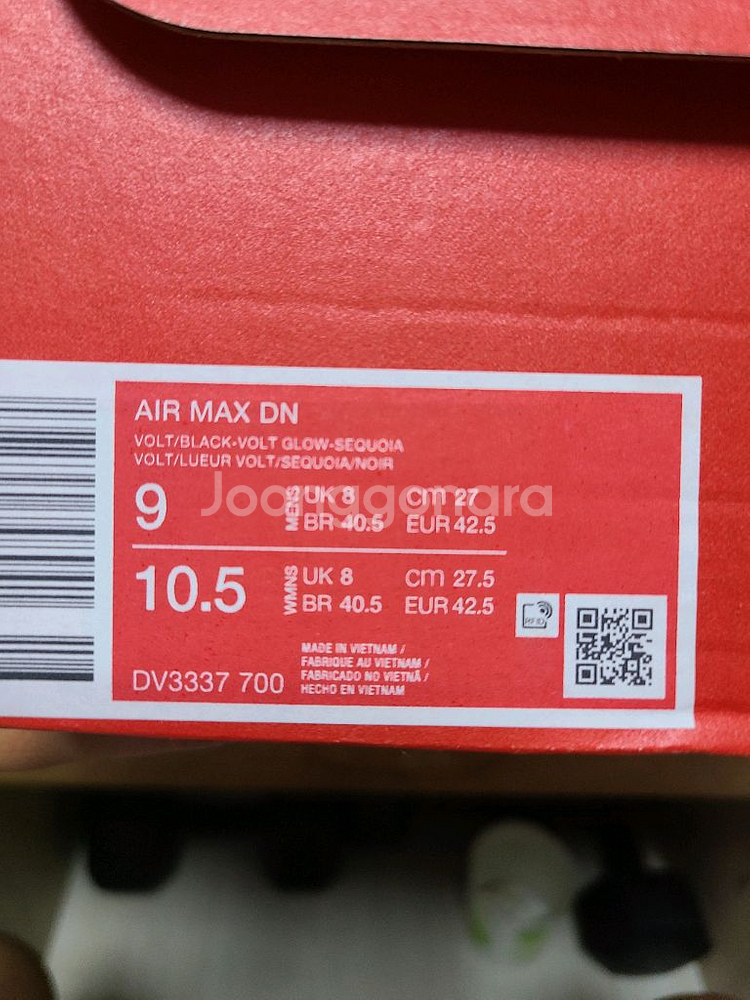 AIR MAX DN
VOLT/BLACK-VOLT GLOW-SEQUOIA
VOLT/LUEUR VOLT/SEQUOIA/NOIR
9 MENS UK 8 cm 27
BR 40.5 EUR 42.5
Joonggonara
10.5 WMNS UK 8 cm 27.5
BR 40.5 EUR 42.5
RFID
MADE IN VIETNAM /
FABRIQUE AU VIETNAM /
FABRICADO NO VIETNÃ /
HECHO EN VIETNAM
DV3337 700